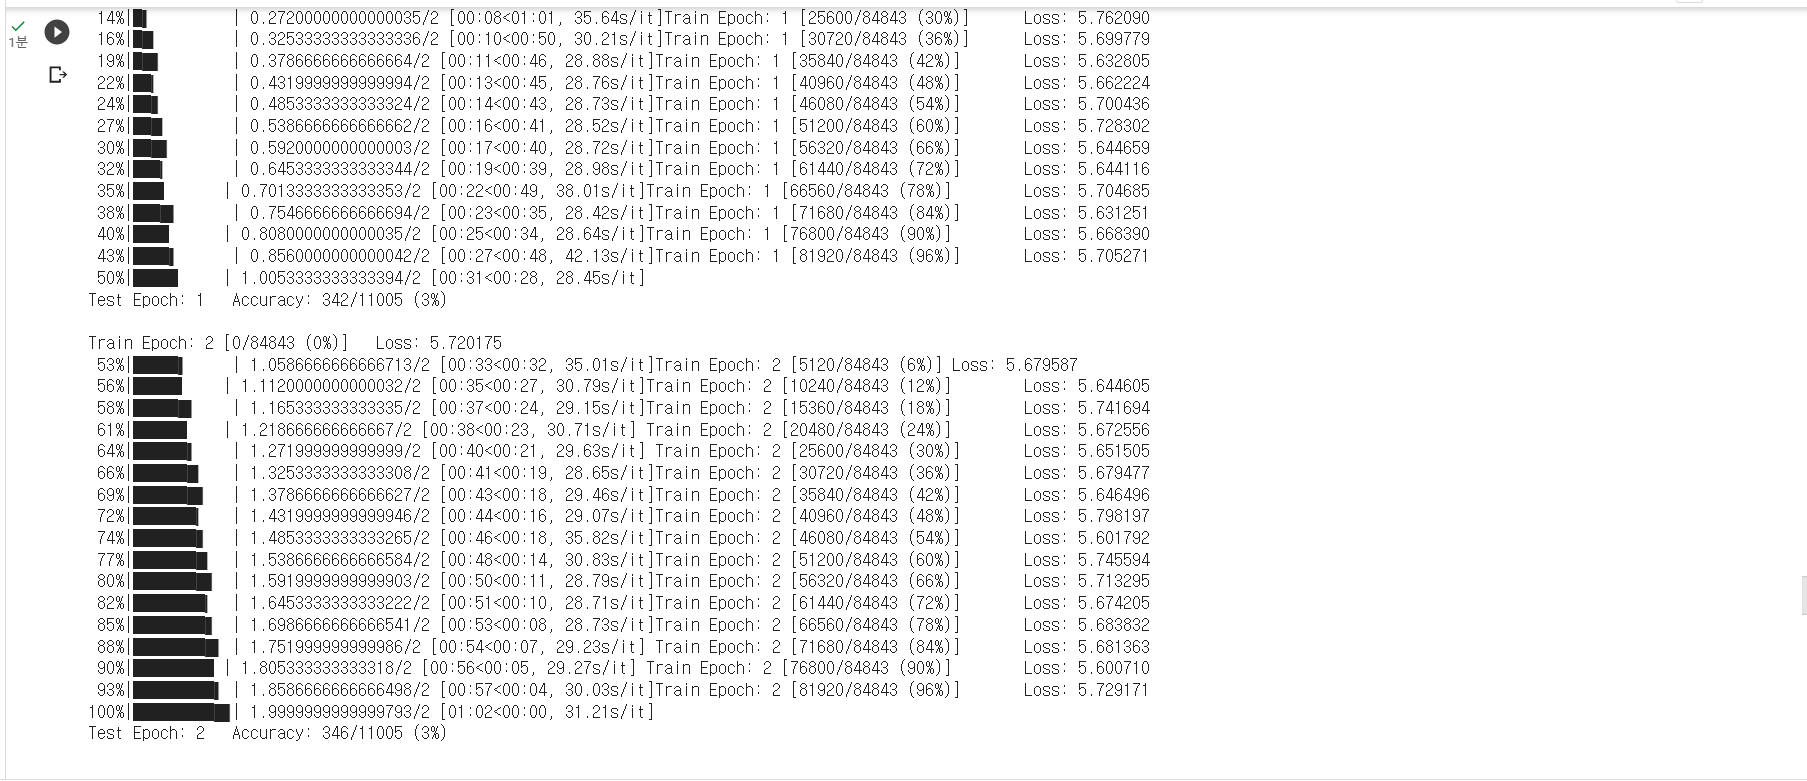 14%| | 0.27200000000000035/2 [00:08<01:01, 35.64s/it]Train Epoch: 1 [25600/84843 (30%)] Loss: 5.762090
1분
16%| | 0.32533333333333336/2 [00:10<00:50, 30.21s/it]Train Epoch: 1 [30720/84843 (36%)] Loss: 5.699779
19%| | 0.3786666666666664/2 [00:11<00:46, 28.88s/it]Train Epoch: 1 [35840/84843 (42%)] Loss: 5.632805
22%| | 0.4319999999999994/2 [00:13<00:45, 28.76s/it]Train Epoch: 1 [40960/84843 (48%)] Loss: 5.662224
24%| | 0.4853333333333324/2 [00:14<00:43, 28.73s/it]Train Epoch: 1 [46080/84843 (54%)] Loss: 5.700436
27%| | 0.5386666666666662/2 [00:16<00:41, 28.52s/it]Train Epoch: 1 [51200/84843 (60%)] Loss: 5.728302
30%| | 0.5920000000000003/2 [00:17<00:40, 28.72s/it]Train Epoch: 1 [56320/84843 (66%)] Loss: 5.644659
32%| | 0.6453333333333344/2 [00:19<00:39, 28.98s/it]Train Epoch: 1 [61440/84843 (72%)] Loss: 5.644116
35%| | 0.7013333333333353/2 [00:22<00:49, 38.01s/it]Train Epoch: 1 [66560/84843 (78%)] Loss: 5.704685
38%| | 0.7546666666666694/2 [00:23<00:35, 28.42s/it]Train Epoch: 1 [71680/84843 (84%)] Loss: 5.631251
40%| | 0.8080000000000035/2 [00:25<00:34, 28.64s/it]Train Epoch: 1 [76800/84843 (90%)] Loss: 5.668390
43%| | 0.8560000000000042/2 [00:27<00:48, 42.13s/it]Train Epoch: 1 [81920/84843 (96%)] Loss: 5.705271
50%| | 1.0053333333333394/2 [00:31<00:28, 28.45s/it]
Test Epoch: 1 Accuracy: 342/11005 (3%)
Train Epoch: 2 [0/84843 (0%)] Loss: 5.720175
53%| | 1.0586666666666713/2 [00:33<00:32, 35.01s/it]Train Epoch: 2 [5120/84843 (6%)] Loss: 5.679587
56%| | 1.1120000000000032/2 [00:35<00:27, 30.79s/it]Train Epoch: 2 [10240/84843 (12%)] Loss: 5.644605
58%| | 1.165333333333335/2 [00:37<00:24, 29.15s/it]Train Epoch: 2 [15360/84843 (18%)] Loss: 5.741694
61%| | 1.218666666666667/2 [00:38<00:23, 30.71s/it] Train Epoch: 2 [20480/84843 (24%)] Loss: 5.672556
64%| | 1.271999999999999/2 [00:40<00:21, 29.63s/it] Train Epoch: 2 [25600/84843 (30%)] Loss: 5.651505
66%| | 1.3253333333333308/2 [00:41<00:19, 28.65s/it]Train Epoch: 2 [30720/84843 (36%)] Loss: 5.679477
69%| | 1.3786666666666627/2 [00:43<00:18, 29.46s/it]Train Epoch: 2 [35840/84843 (42%)] Loss: 5.646496
72%| | 1.4319999999999946/2 [00:44<00:16, 29.07s/it]Train Epoch: 2 [40960/84843 (48%)] Loss: 5.798197
74%| | 1.4853333333333265/2 [00:46<00:18, 35.82s/it]Train Epoch: 2 [46080/84843 (54%)] Loss: 5.601792
77%| | 1.5386666666666584/2 [00:48<00:14, 30.83s/it]Train Epoch: 2 [51200/84843 (60%)] Loss: 5.745594
80%| | 1.5919999999999903/2 [00:50<00:11, 28.79s/it]Train Epoch: 2 [56320/84843 (66%)] Loss: 5.713295
82%| | 1.6453333333333222/2 [00:51<00:10, 28.71s/it]Train Epoch: 2 [61440/84843 (72%)] Loss: 5.674205
85%| | 1.6986666666666541/2 [00:53<00:08, 28.73s/it]Train Epoch: 2 [66560/84843 (78%)] Loss: 5.683832
88%| | 1.751999999999986/2 [00:54<00:07, 29.23s/it] Train Epoch: 2 [71680/84843 (84%)] Loss: 5.681363
90%| | 1.805333333333318/2 [00:56<00:05, 29.27s/it] Train Epoch: 2 [76800/84843 (90%)] Loss: 5.600710
93%| | 1.8586666666666498/2 [00:57<00:04, 30.03s/it]Train Epoch: 2 [81920/84843 (96%)] Loss: 5.729171
100%| | 1.9999999999999793/2 [01:02<00:00, 31.21s/it]
Test Epoch: 2 Accuracy: 346/11005 (3%)